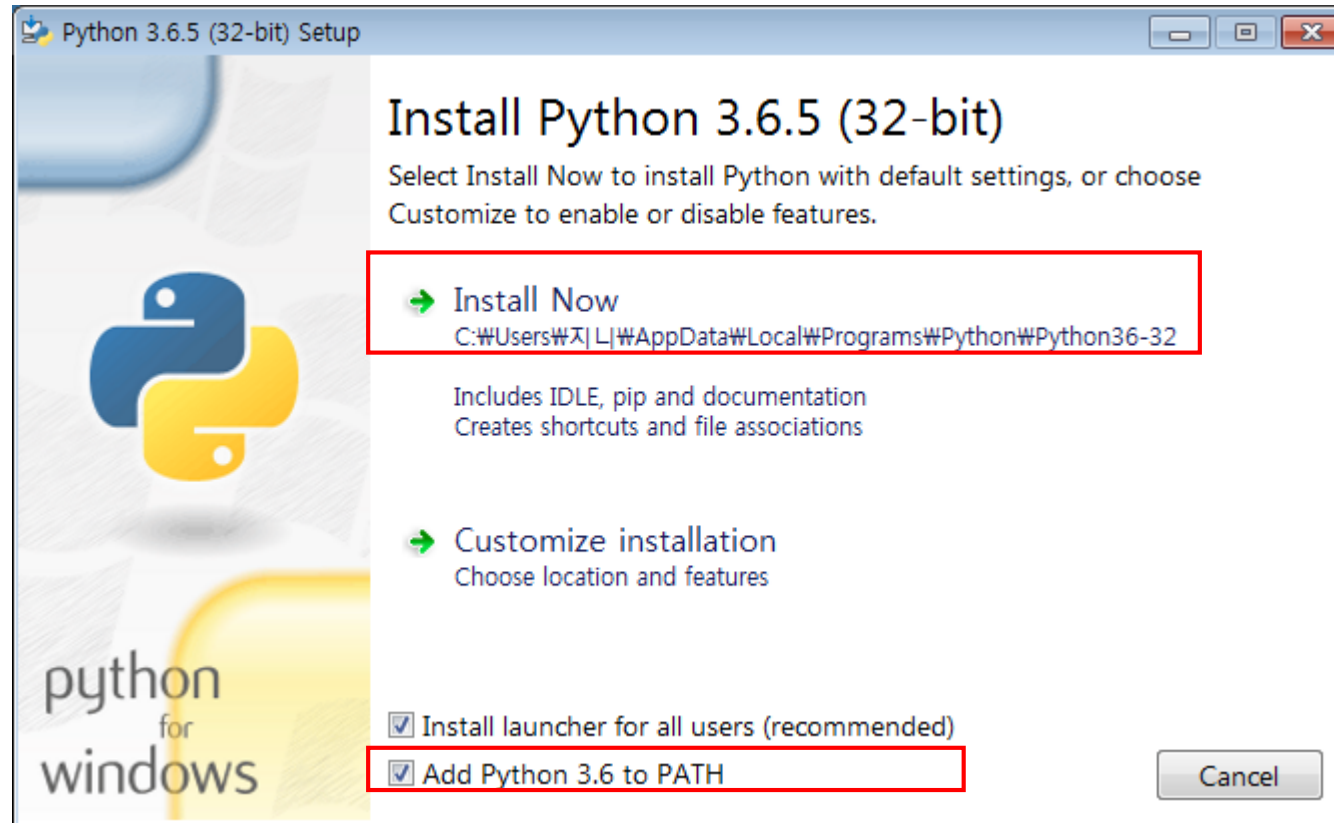 Python 3.6.5 (32-bit) Setup
Install Python 3.6.5 (32-bit)
Select Install Now to install Python with default settings, or choose
Customize to enable or disable features.
Install Now
C:₩Users₩지니₩AppData₩Local₩Programs₩Python₩Python36-32
Includes IDLE, pip and documentation
Creates shortcuts and file associations
Customize installation
Choose location and features
python
for
windows
Install launcher for all users (recommended)
Add Python 3.6 to PATH
Cancel